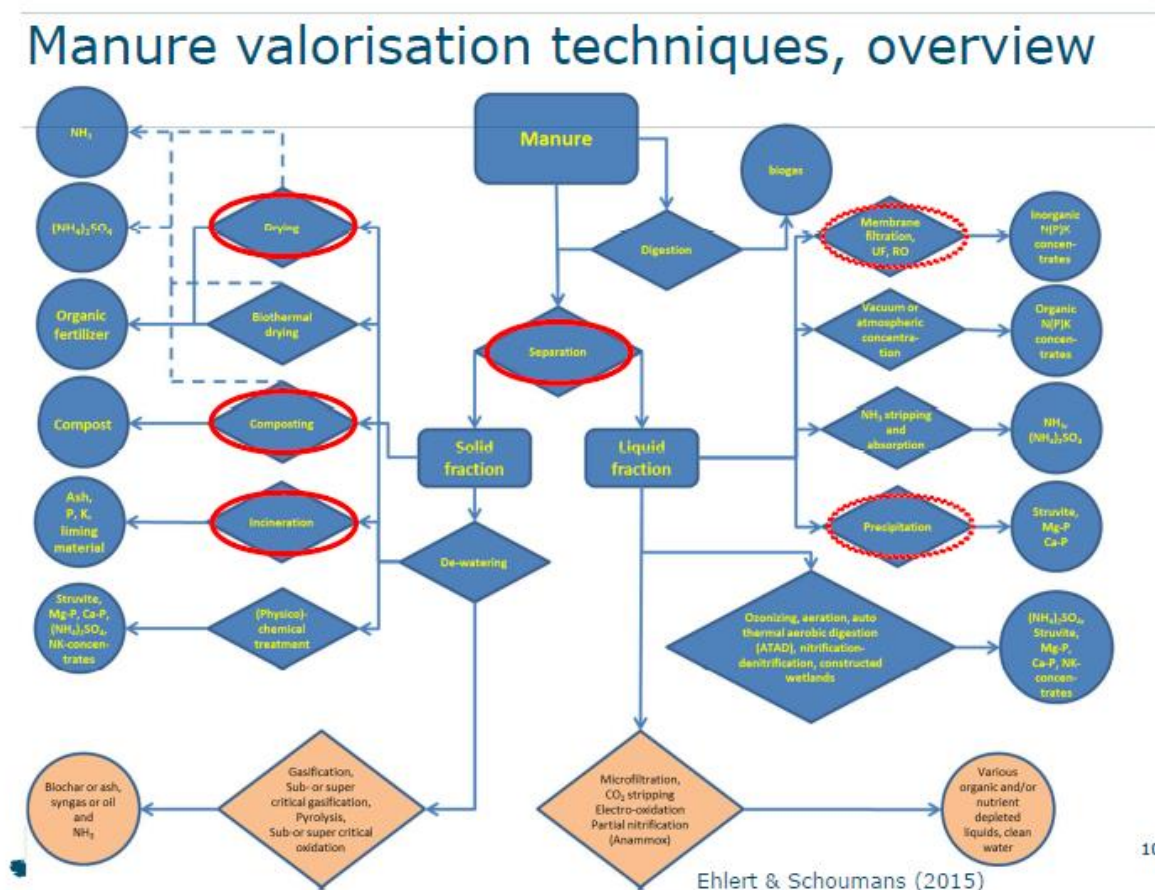 Manure valorisation techniques, overview
NH₃
Manure
biogas
(NH₄)₂SO₄
Drying
Digestion
Membrane
filtration,
UF, RO
Inorganic
N(P)K
concen-
trates
Organic
fertilizer
Biothermal
drying
Separation
Vacuum or
atmospheric
concentra-
tion
Organic
N(P)K
concen-
trates
Compost
Composting
Solid
fraction
Liquid
fraction
NH₃ stripping
and
absorption
NH₃,
(NH₄)₂SO₄
Ash,
P, K,
liming
material
Incineration
De-watering
Precipitation
Struvite,
Mg-P
Ca-P
Struvite,
Mg-P, Ca-P,
(NH₄)₂SO₄,
NK-concen-
trates
(Physico)-
chemical
treatment
Ozonizing, aeration, auto
thermal aerobic digestion
(ATAD), nitrification-
denitrification, constructed
wetlands
(NH₄)₂SO₄,
Struvite,
Mg-P,
Ca-P, NK-
concen-
trates
Biochar or ash,
syngas or oil
and
NH₃
Gasification,
Sub- or super
critical gasification,
Pyrolysis,
Sub- or super critical
oxidation
Microfiltration,
CO₂ stripping
Electro-oxidation
Partial nitrification
(Anammox)
Various
organic and/or
nutrient
depleted
liquids, clean
water
10
Ehlert & Schoumans (2015)